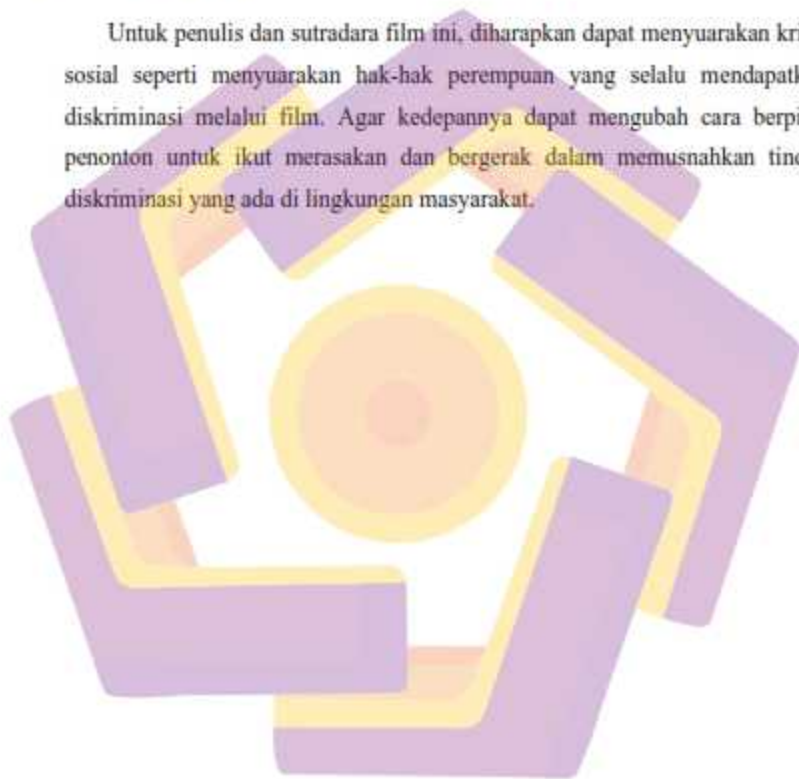 Untuk penulis dan sutradara film ini, diharapkan dapat menyuarakan kri
sosial seperti menyuarakan hak-hak perempuan yang selalu mendapatk
diskriminasi melalui film. Agar kedepannya dapat mengubah cara berpi
penonton untuk ikut merasakan dan bergerak dalam memusnahkan tind
diskriminasi yang ada di lingkungan masyarakat.